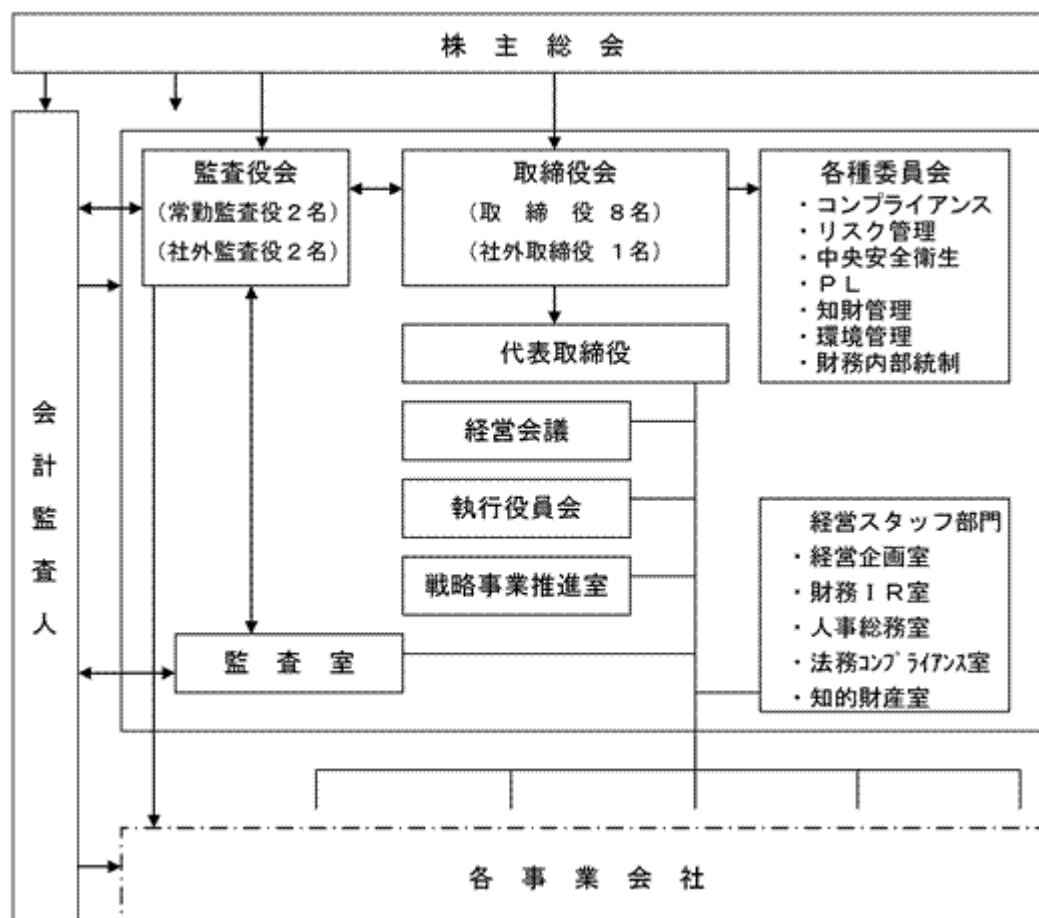 株 主 総 会
監査役会
（常勤監査役２名）
（社外監査役２名）
取締役会
（取 締 役 ８名）
（社外取締役 １名）
各種委員会
・コンプライアンス
・リスク管理
・中央安全衛生
・ＰＬ
・知財管理
・環境管理
・財務内部統制
代表取締役
会計監査人
経営会議
執行役員会
戦略事業推進室
監 査 室
経営スタッフ部門
・経営企画室
・財務ＩＲ室
・人事総務室
・法務ｺﾝﾌﾟﾗｲｱﾝｽ室
・知的財産室
各 事 業 会 社